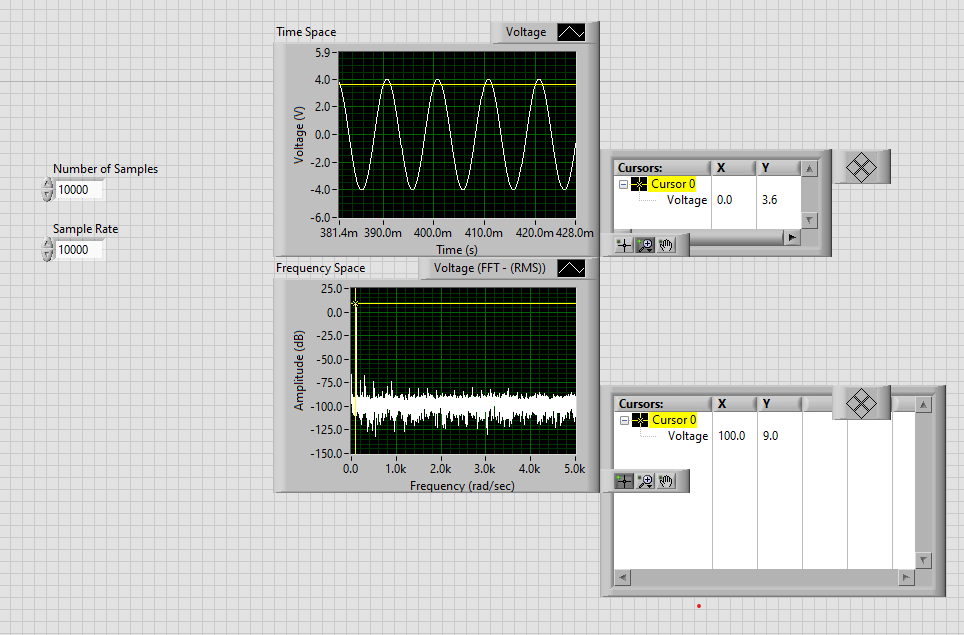 Time Space
Voltage
5.9
4.0
2.0
0.0
-2.0
-4.0
-6.0
Voltage (V)
381.4m 390.0m 400.0m 410.0m 420.0m 428.0m
Time (s)
Number of Samples
10000
Sample Rate
10000
Cursors: X Y
Cursor 0
Voltage 0.0 3.6
Frequency Space
Voltage (FFT - (RMS))
25.0
0.0
-25.0
-50.0
-75.0
-100.0
-125.0
-150.0
Amplitude (dB)
0.0 1.0k 2.0k 3.0k 4.0k 5.0k
Frequency (rad/sec)
Cursors: X Y
Cursor 0
Voltage 100.0 9.0